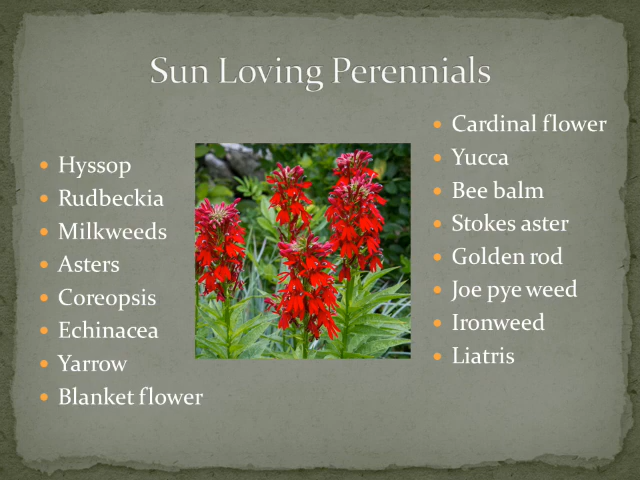 Sun Loving Perennials
Hyssop
Rudbeckia
Milkweeds
Asters
Coreopsis
Echinacea
Yarrow
Blanket flower
Cardinal flower
Yucca
Bee balm
Stokes aster
Golden rod
Joe pye weed
Ironweed
Liatris